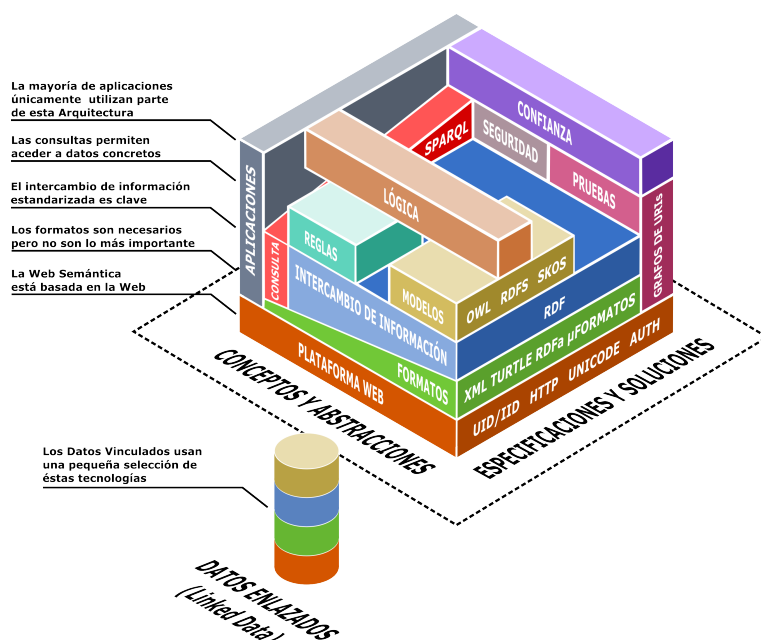 La mayoría de aplicaciones
únicamente utilizan parte
de esta Arquitectura
Las consultas permiten
aceder a datos concretos
El intercambio de información
estandarizada es clave
Los formatos son necesarios
pero no son lo más importante
La Web Semántica
está basada en la Web
APLICACIONES
CONFIANZA
SPARQL
SEGURIDAD
PRUEBAS
LÓGICA
REGLAS
CONSULTA
MODELOS
OWL RDFS SKOS
GRAFOS DE URIs
INTERCAMBIO DE INFORMACIÓN
RDF
FORMATOS
XML TURTLE RDFa µFORMATOS
PLATAFORMA WEB
UID/IID HTTP UNICODE AUTH
CONCEPTOS Y ABSTRACCIONES
ESPECIFICACIONES Y SOLUCIONES
Los Datos Vinculados usan
una pequeña selección de
éstas tecnologías
DATOS ENLAZADOS
(Linked Data)